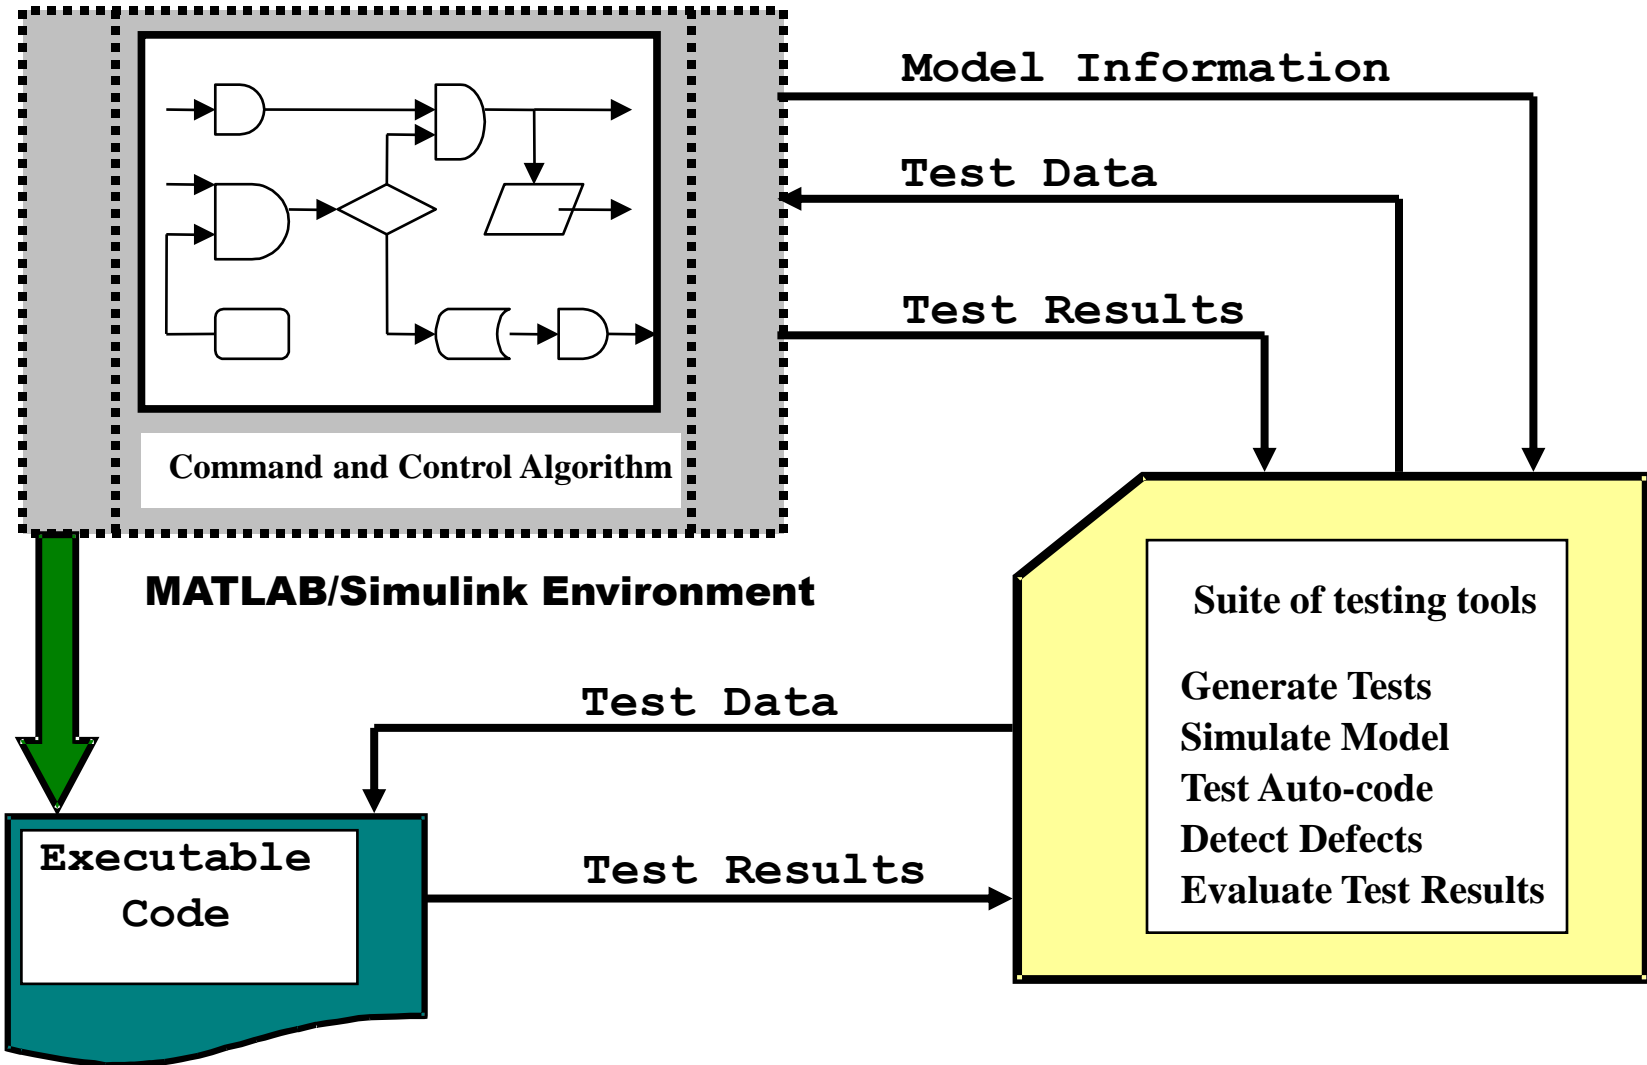 Model Information
Test Data
Test Results
Command and Control Algorithm
MATLAB/Simulink Environment
Suite of testing tools
Generate Tests
Simulate Model
Test Auto-code
Detect Defects
Evaluate Test Results
Test Data
Test Results
Executable
Code